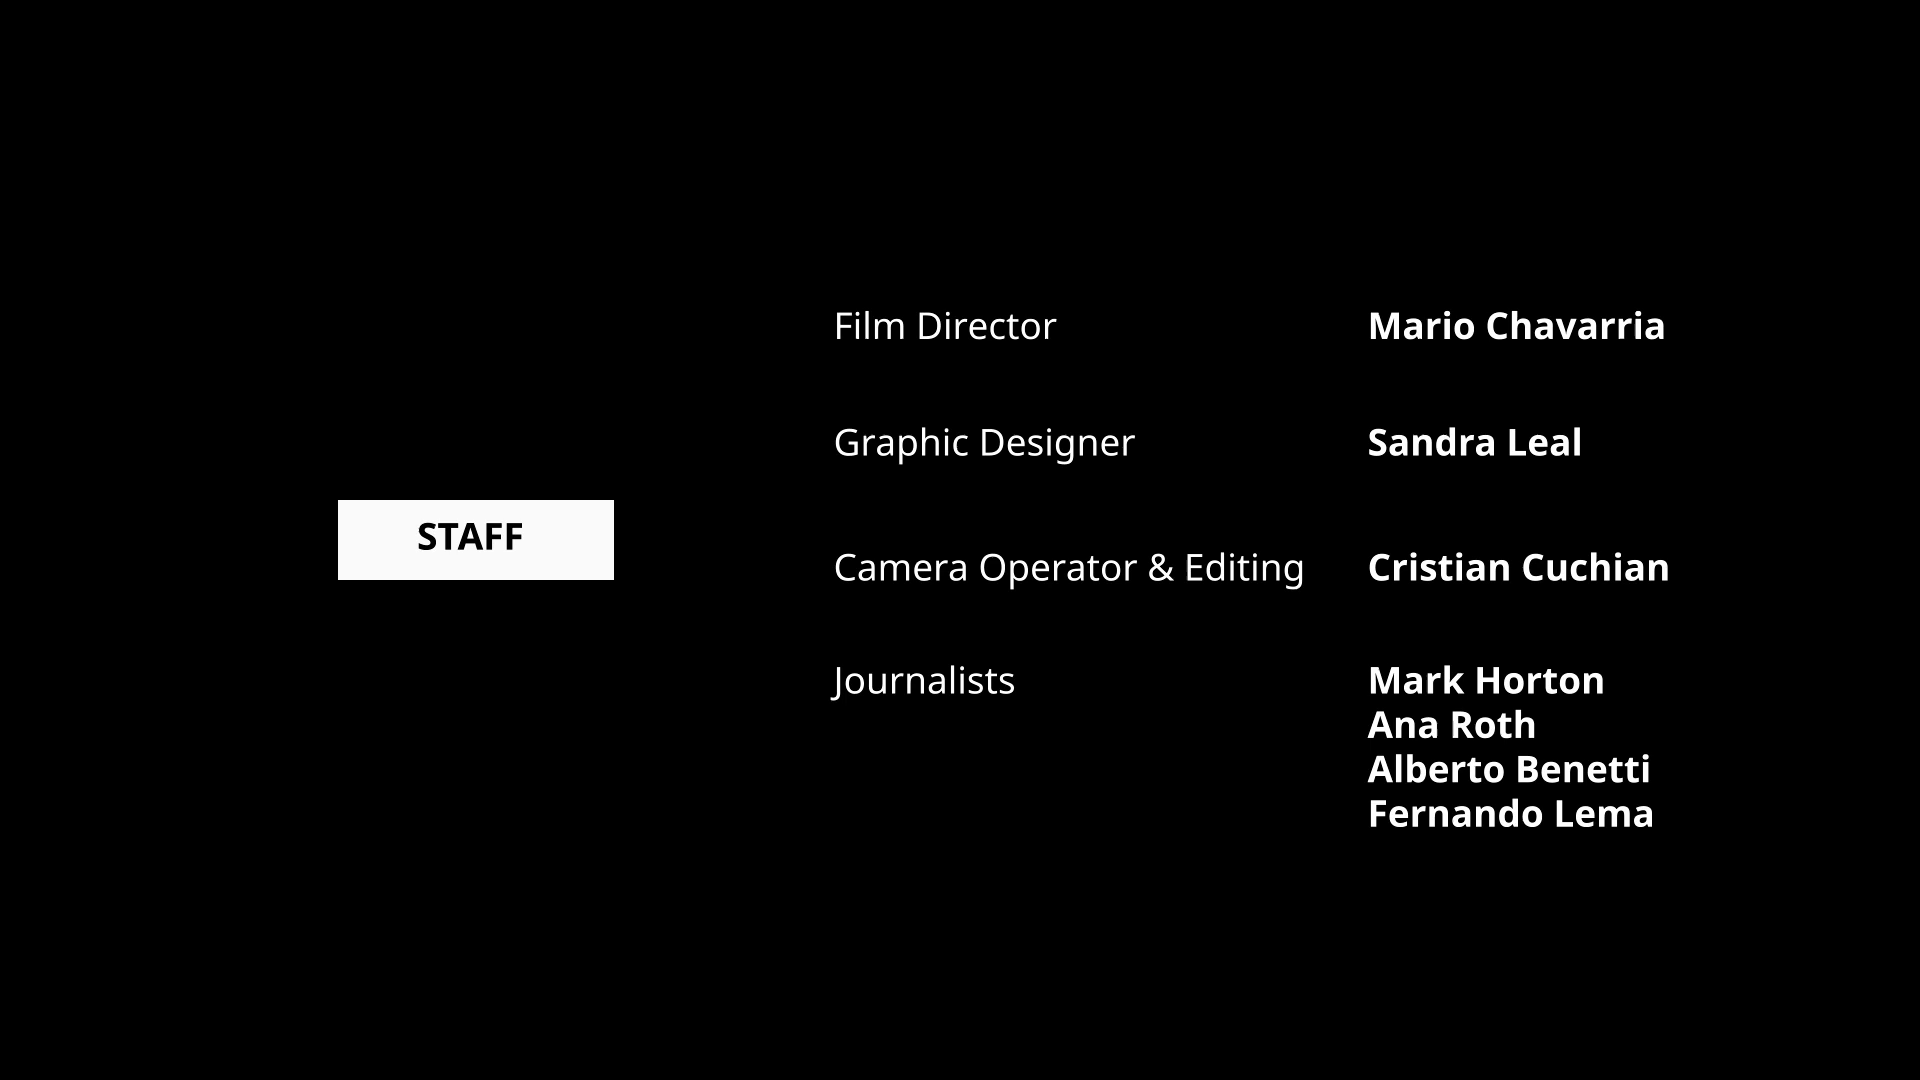 STAFF
Film Director Mario Chavarria
Graphic Designer Sandra Leal
Camera Operator & Editing Cristian Cuchian
Journalists Mark Horton
Ana Roth
Alberto Benetti
Fernando Lema